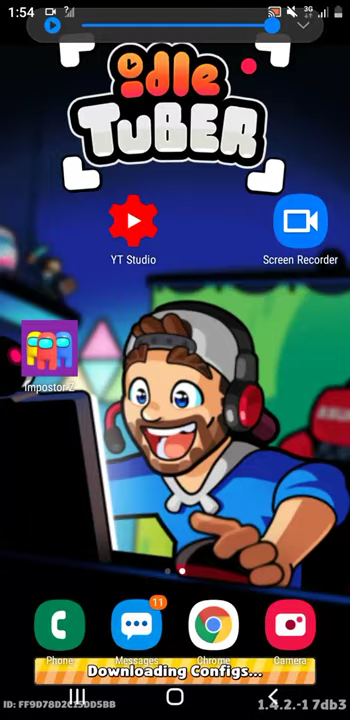 1:54
3G
idle
TUBER
YT Studio
Screen Recorder
Impostor Z
11
Phone
Messages
Chrome
Camera
Downloading Configs...
1.4.2.-17db3